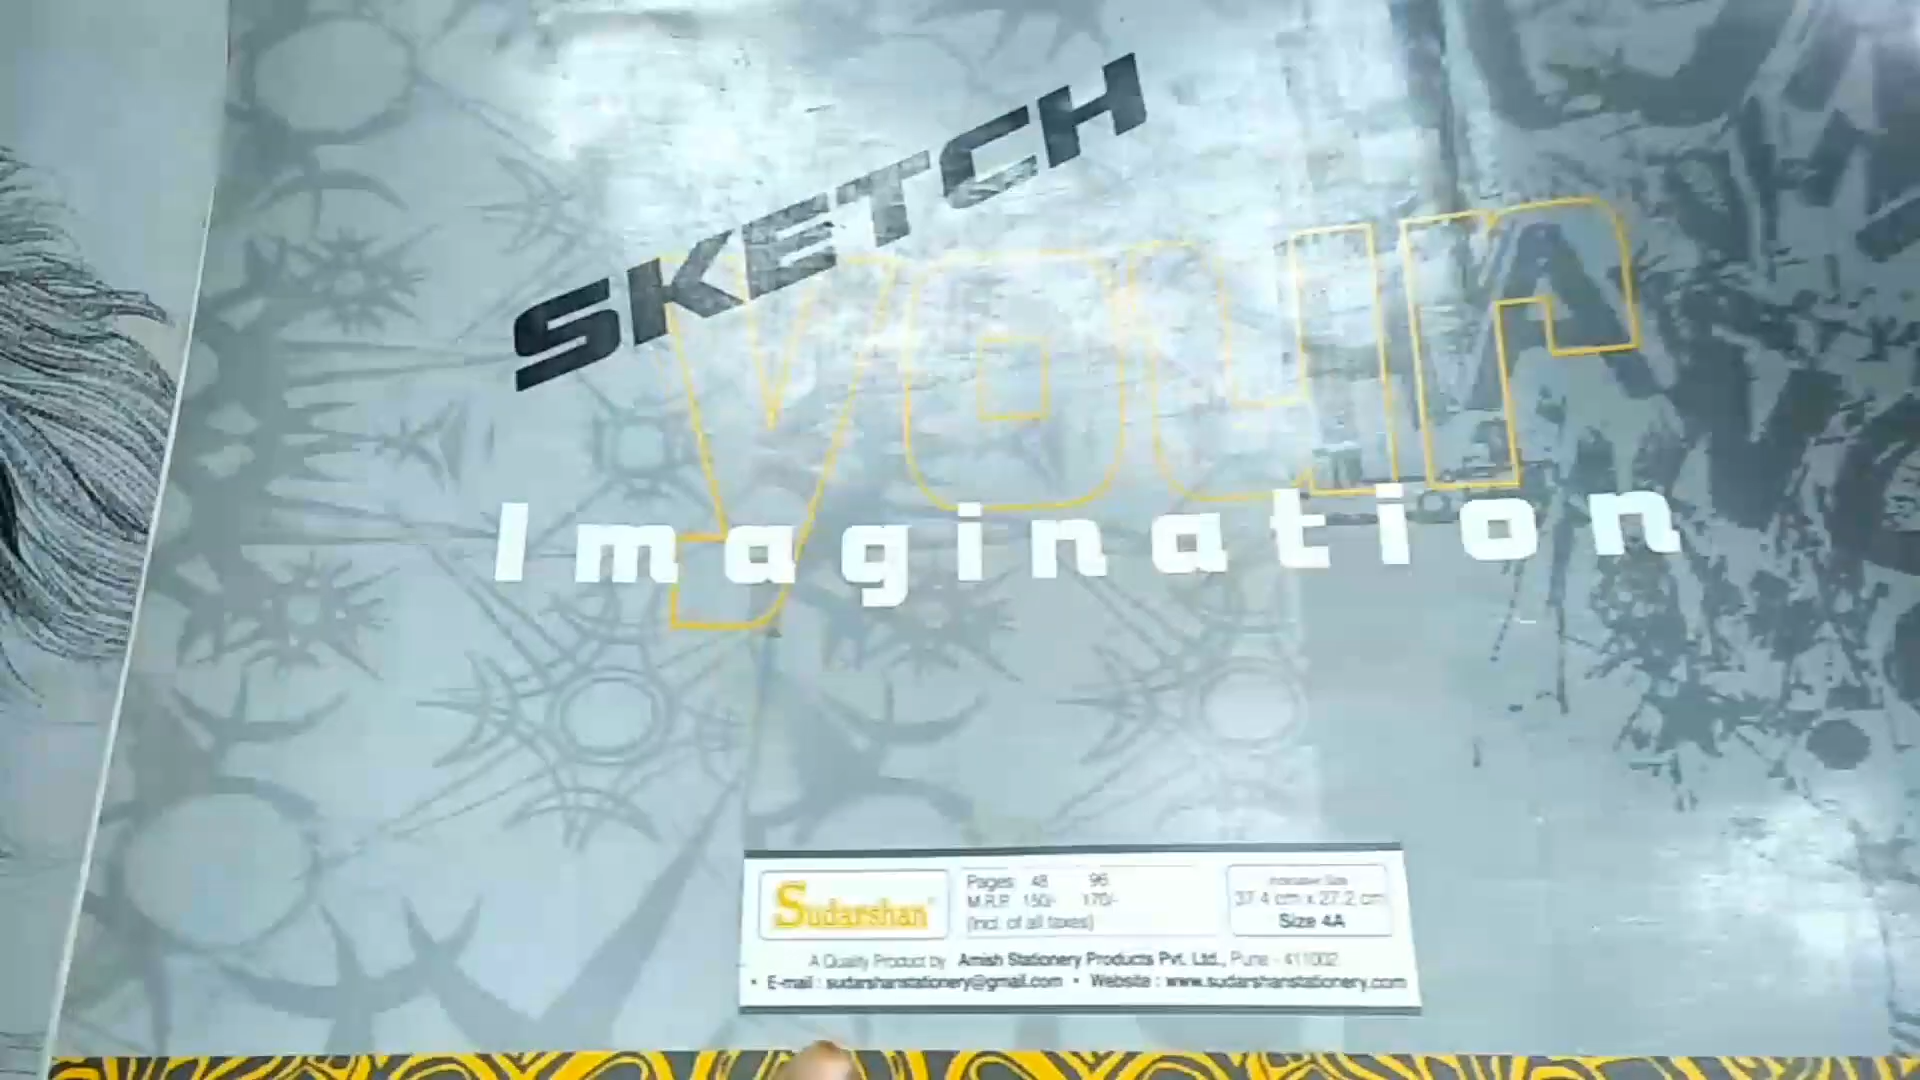 SKETCH
your
Imagination
Sudarshan
Pages 48 96
M.R.P. 150/- 170/-
(Incl. of all taxes)
37.4 cm x 27.2 cm
Size 4A
A Quality Product by Amish Stationery Products Pvt. Ltd., Pune - 411002
• E-mail : sudarshanstationery@gmail.com • Website : www.sudarshanstationery.com